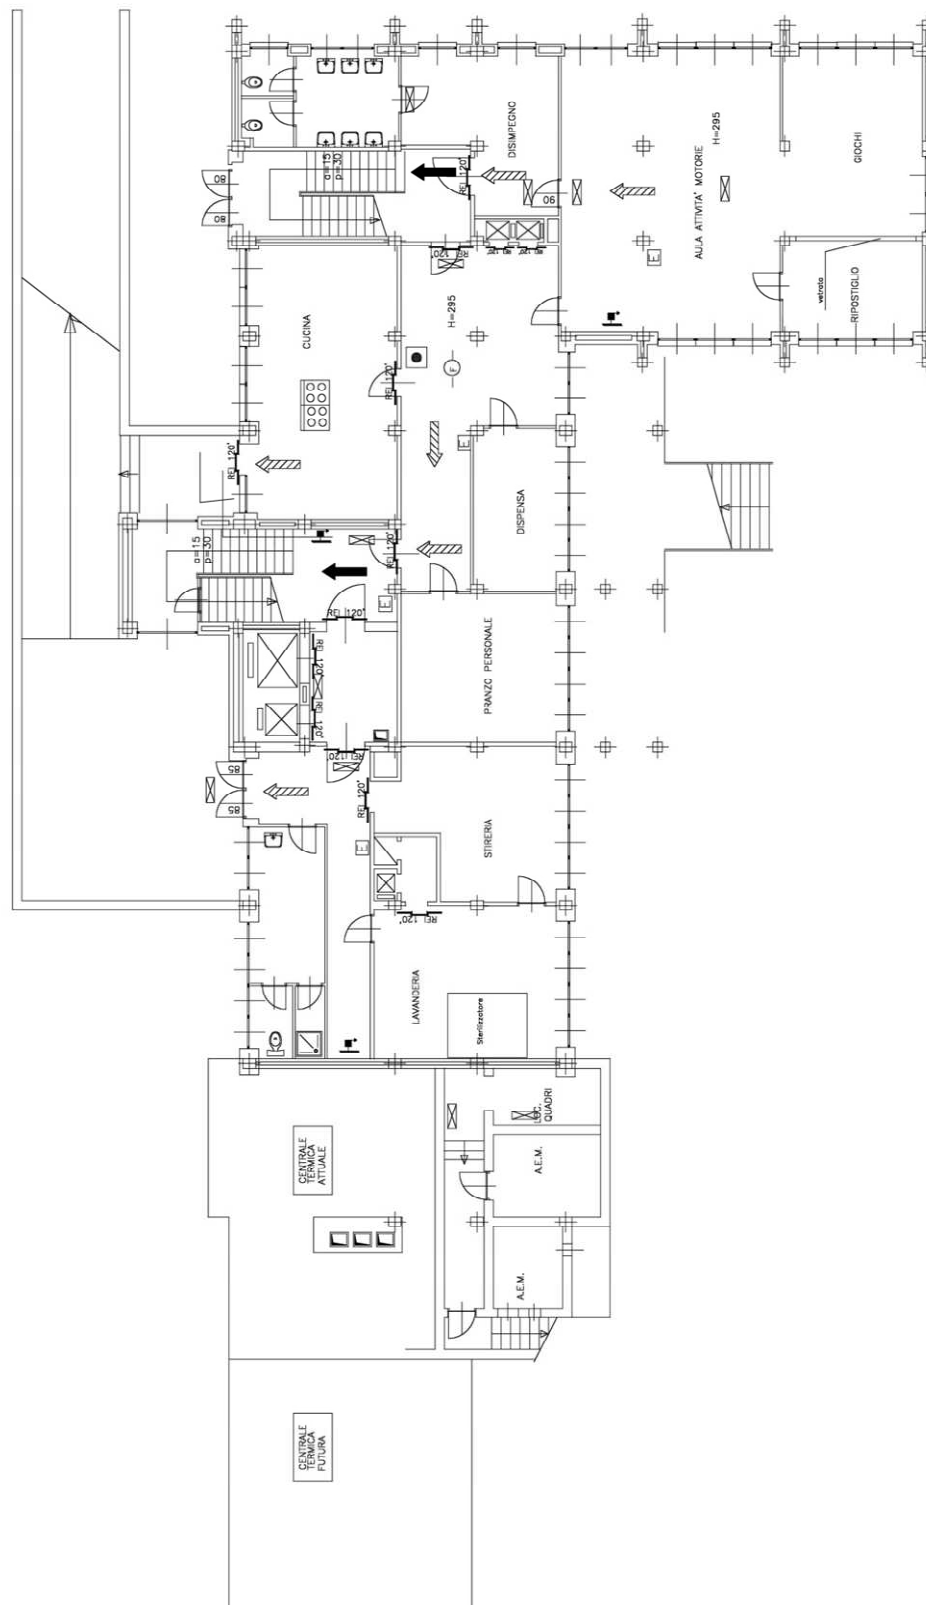 DISIMPEGNO
H=295
AULA ATTIVITA' MOTORIE
GIOCHI
RIPOSTIGLIO
vetrata
a=15
p=30
REI 120'
80
80
90
REI 120'
REI 120'
REI 120'
E
CUCINA
H=295
REI 120'
F
E
REI 120'
DISPENSA
a=15
p=30
REI 120'
E
REI 120'
REI 120'
REI 120'
PRANZO PERSONALE
REI 120'
85
85
REI 120'
E
STIRERIA
REI 120'
LAVANDERIA
Sterilizzatore
LOC.
QUADRI
CENTRALE
TERMICA
ATTUALE
A.E.M.
A.E.M.
CENTRALE
TERMICA
FUTURA